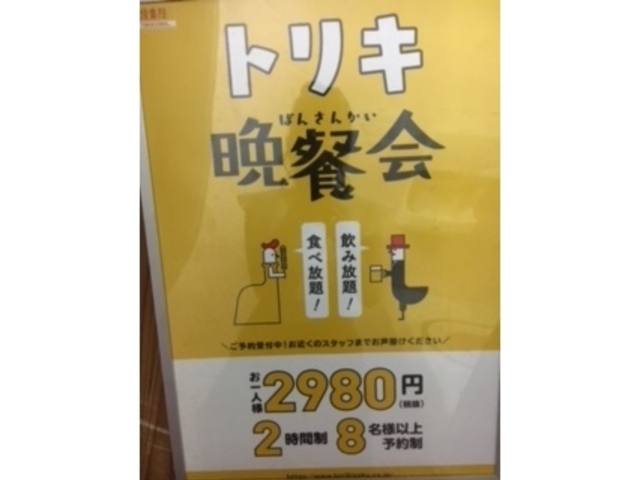 トリキ
ばんさんかい
晩餐会
食べ放題！
飲み放題！
＼ご予約受付中！お近くのスタッフまでお声掛けください／
お一人様2980円(税抜)
2時間制 8名様以上予約制